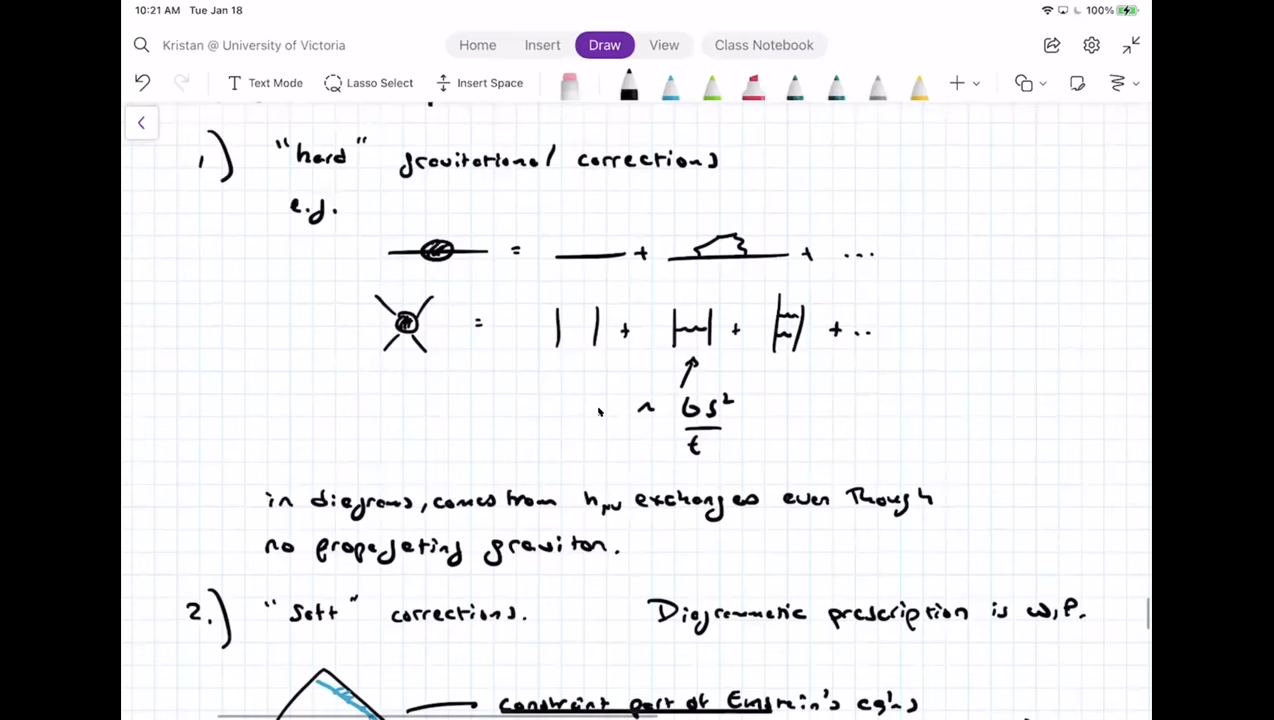 10:21 AM Tue Jan 18 100%
Kristan @ University of Victoria Home Insert Draw View Class Notebook
Text Mode Lasso Select Insert Space
1.) "hard" gravitational corrections
e.g.
= + + ...
= + + + ..
~ Gs²/t
in diagrams, comes from hμν exchanges even though
no propagating graviton.
2.) "Soft" corrections. Diagrammatic prescription is W.P.
constraint part of Einstein's eq'ns